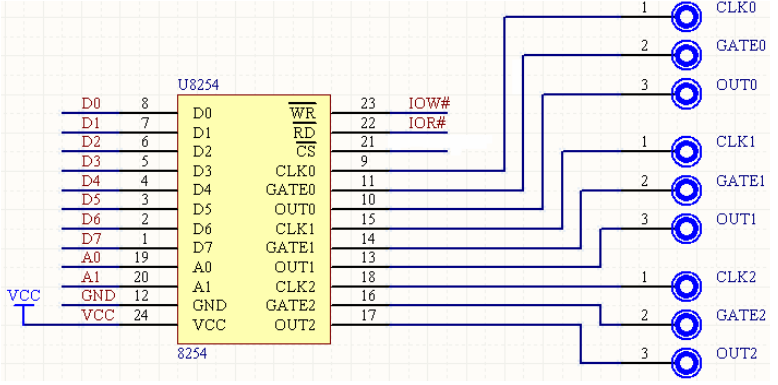 U8254
D0 8 D0 WR 23 IOW#
D1 7 D1 RD 22 IOR#
D2 6 D2 CS 21
D3 5 D3 CLK0 9
D4 4 D4 GATE0 11
D5 3 D5 OUT0 10
D6 2 D6 CLK1 15
D7 1 D7 GATE1 14
A0 19 A0 OUT1 13
A1 20 A1 CLK2 18
GND 12 GND GATE2 16
VCC VCC 24 VCC OUT2 17
8254
1 CLK0
2 GATE0
3 OUT0
1 CLK1
2 GATE1
3 OUT1
1 CLK2
2 GATE2
3 OUT2